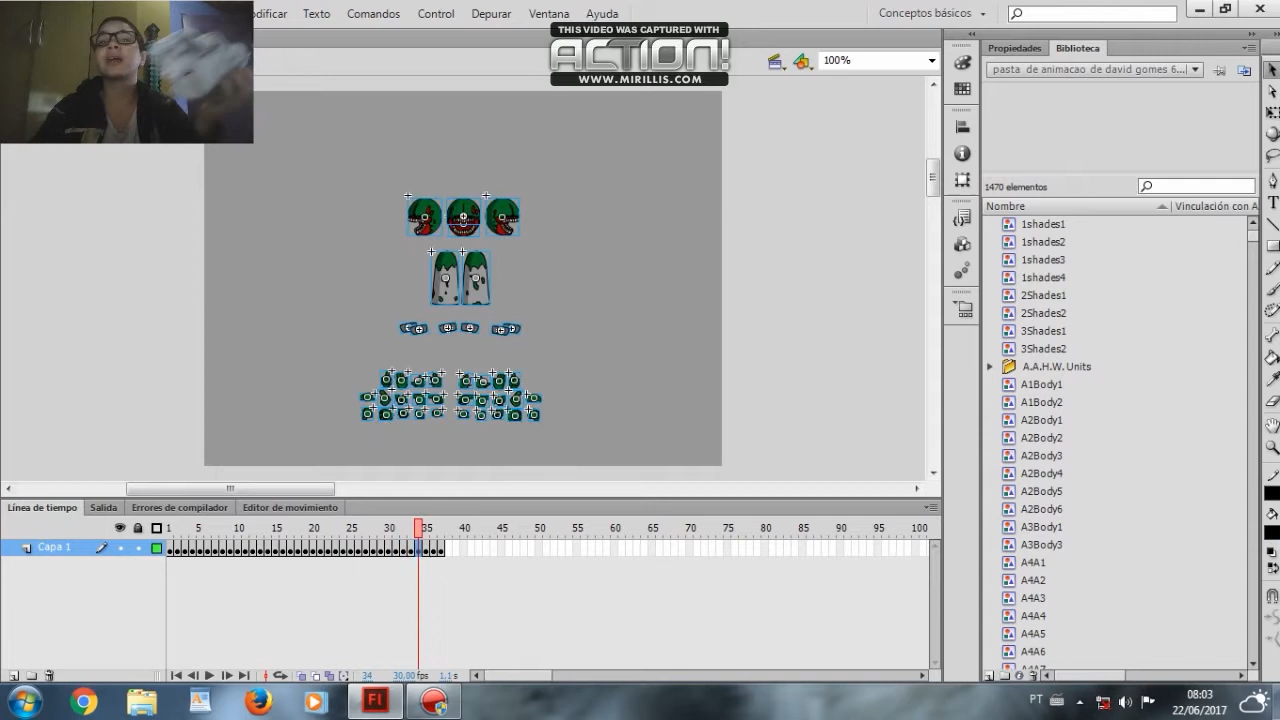 odificar Texto Comandos Control Depurar Ventana Ayuda
Conceptos básicos
THIS VIDEO WAS CAPTURED WITH
ACTION!
WWW.MIRILLIS.COM
100%
Propiedades Biblioteca
pasta de animacao de david gomes 6...
1470 elementos
Nombre Vinculación con A
1shades1
1shades2
1shades3
1shades4
2Shades1
2Shades2
3Shades1
3Shades2
A.A.H.W. Units
A1Body1
A1Body2
A2Body1
A2Body2
A2Body3
A2Body4
A2Body5
A2Body6
A3Body1
A3Body3
A4A1
A4A2
A4A3
A4A4
A4A5
A4A6
A4A7
Línea de tiempo Salida Errores de compilador Editor de movimiento
1 5 10 15 20 25 30 35 40 45 50 55 60 65 70 75 80 85 90 95 100
Capa 1
34 30,00 fps 1.1 s
Fl
PT
08:03
22/06/2017